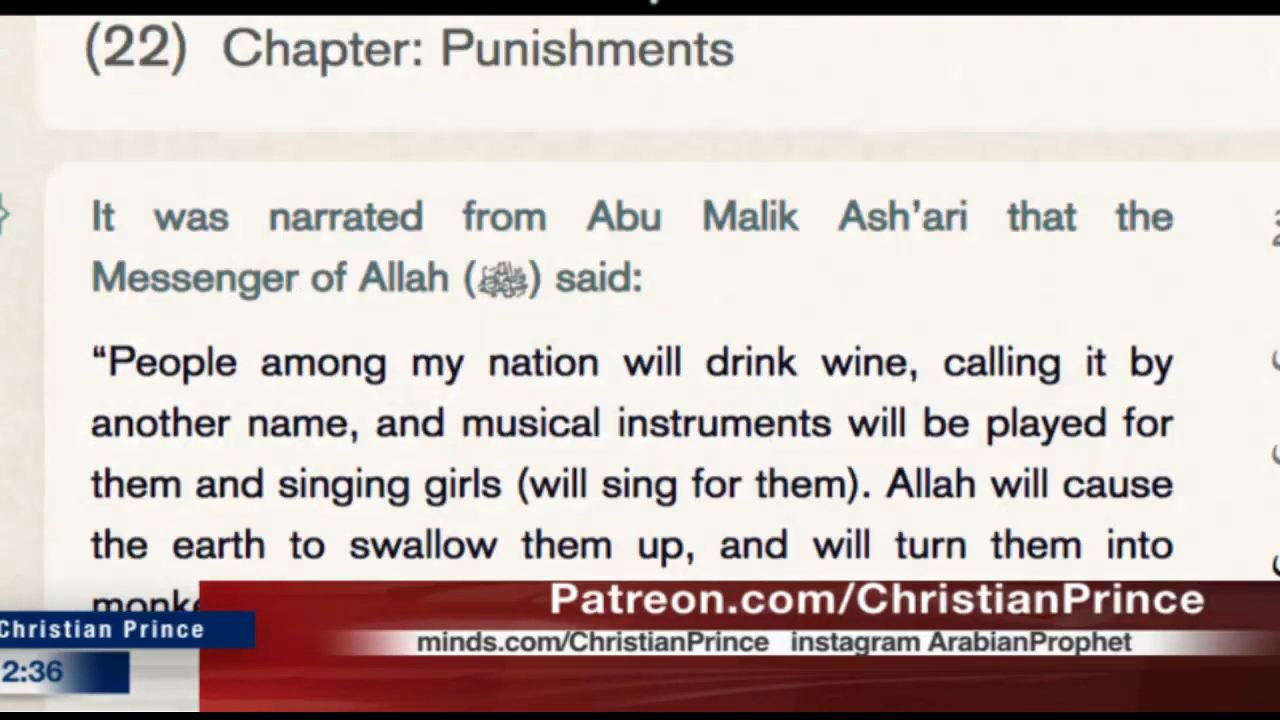 (22) Chapter: Punishments
It was narrated from Abu Malik Ash'ari that the
Messenger of Allah (ﷺ) said:
“People among my nation will drink wine, calling it by
another name, and musical instruments will be played for
them and singing girls (will sing for them). Allah will cause
the earth to swallow them up, and will turn them into
Patreon.com/ChristianPrince
Christian Prince
minds.com/ChristianPrince instagram ArabianProphet
2:36